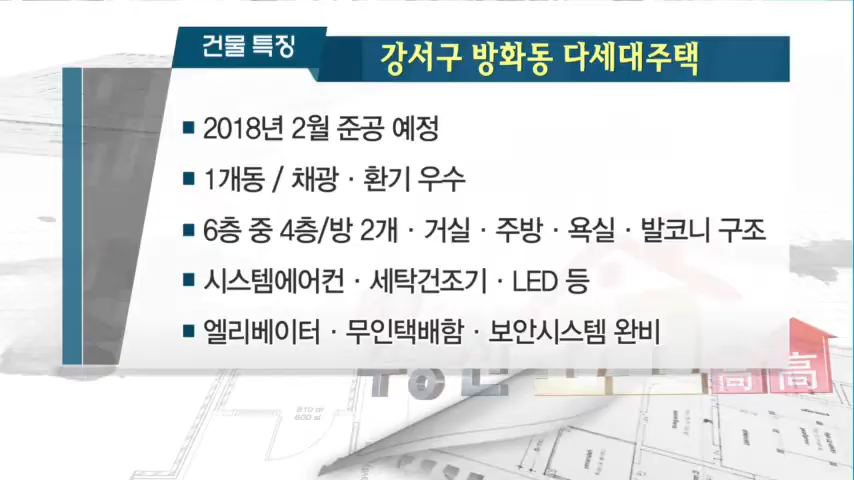 건물 특징
강서구 방화동 다세대주택
■ 2018년 2월 준공 예정
■ 1개동 / 채광 · 환기 우수
■ 6층 중 4층/방 2개 · 거실 · 주방 · 욕실 · 발코니 구조
■ 시스템에어컨 · 세탁건조기 · LED 등
■ 엘리베이터 · 무인택배함 · 보안시스템 완비
高 高